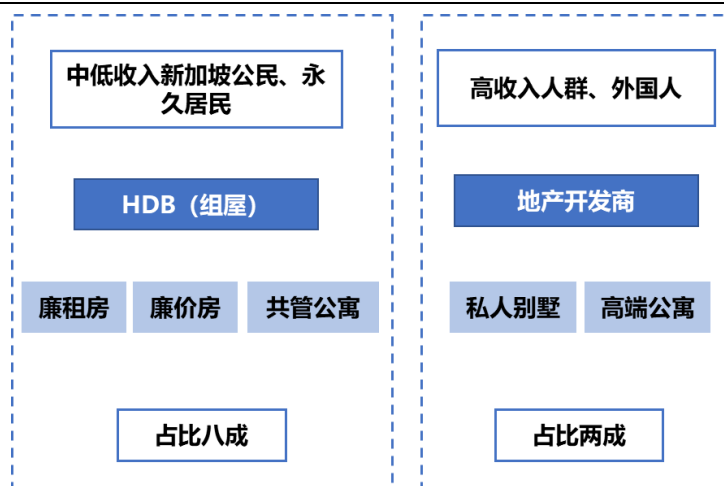 中低收入新加坡公民、永
久居民
HDB（组屋）
廉租房 廉价房 共管公寓
占比八成
高收入人群、外国人
地产开发商
私人别墅 高端公寓
占比两成